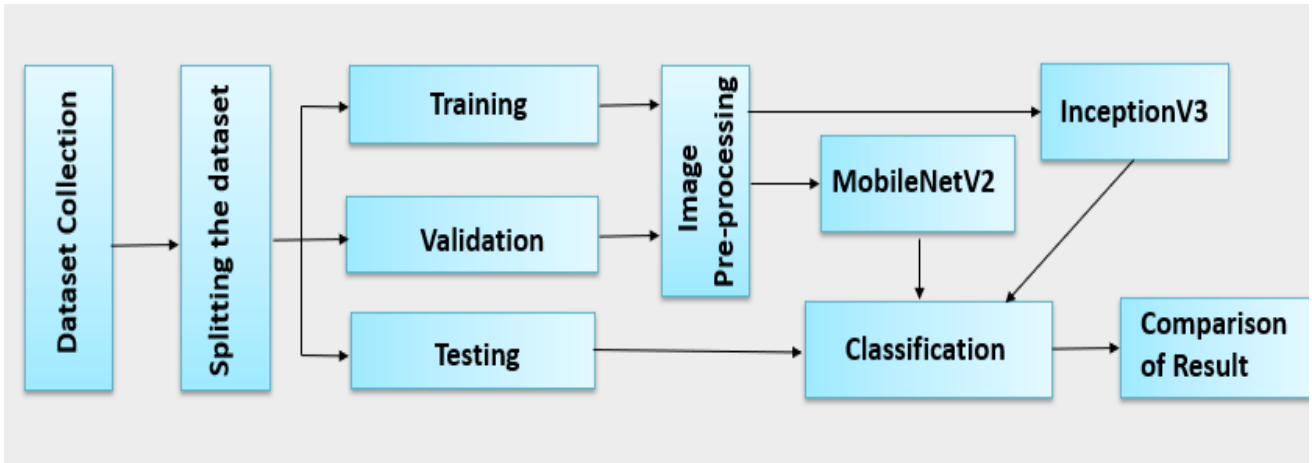 Dataset Collection
Splitting the dataset
Training
Validation
Testing
Image
Pre-processing
InceptionV3
MobileNetV2
Classification
Comparison
of Result